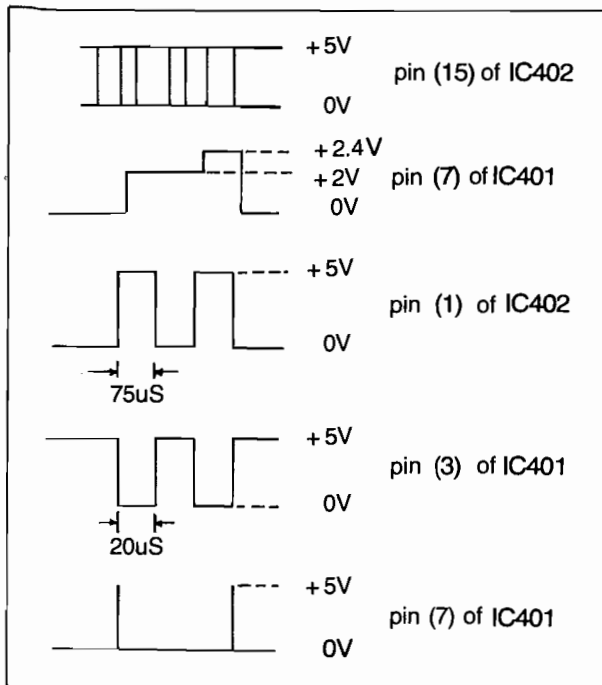 +5V
pin (15) of IC402
0V
+2.4V
+2V
pin (7) of IC401
0V
+5V
pin (1) of IC402
0V
75uS
+5V
pin (3) of IC401
0V
20uS
+5V
pin (7) of IC401
0V